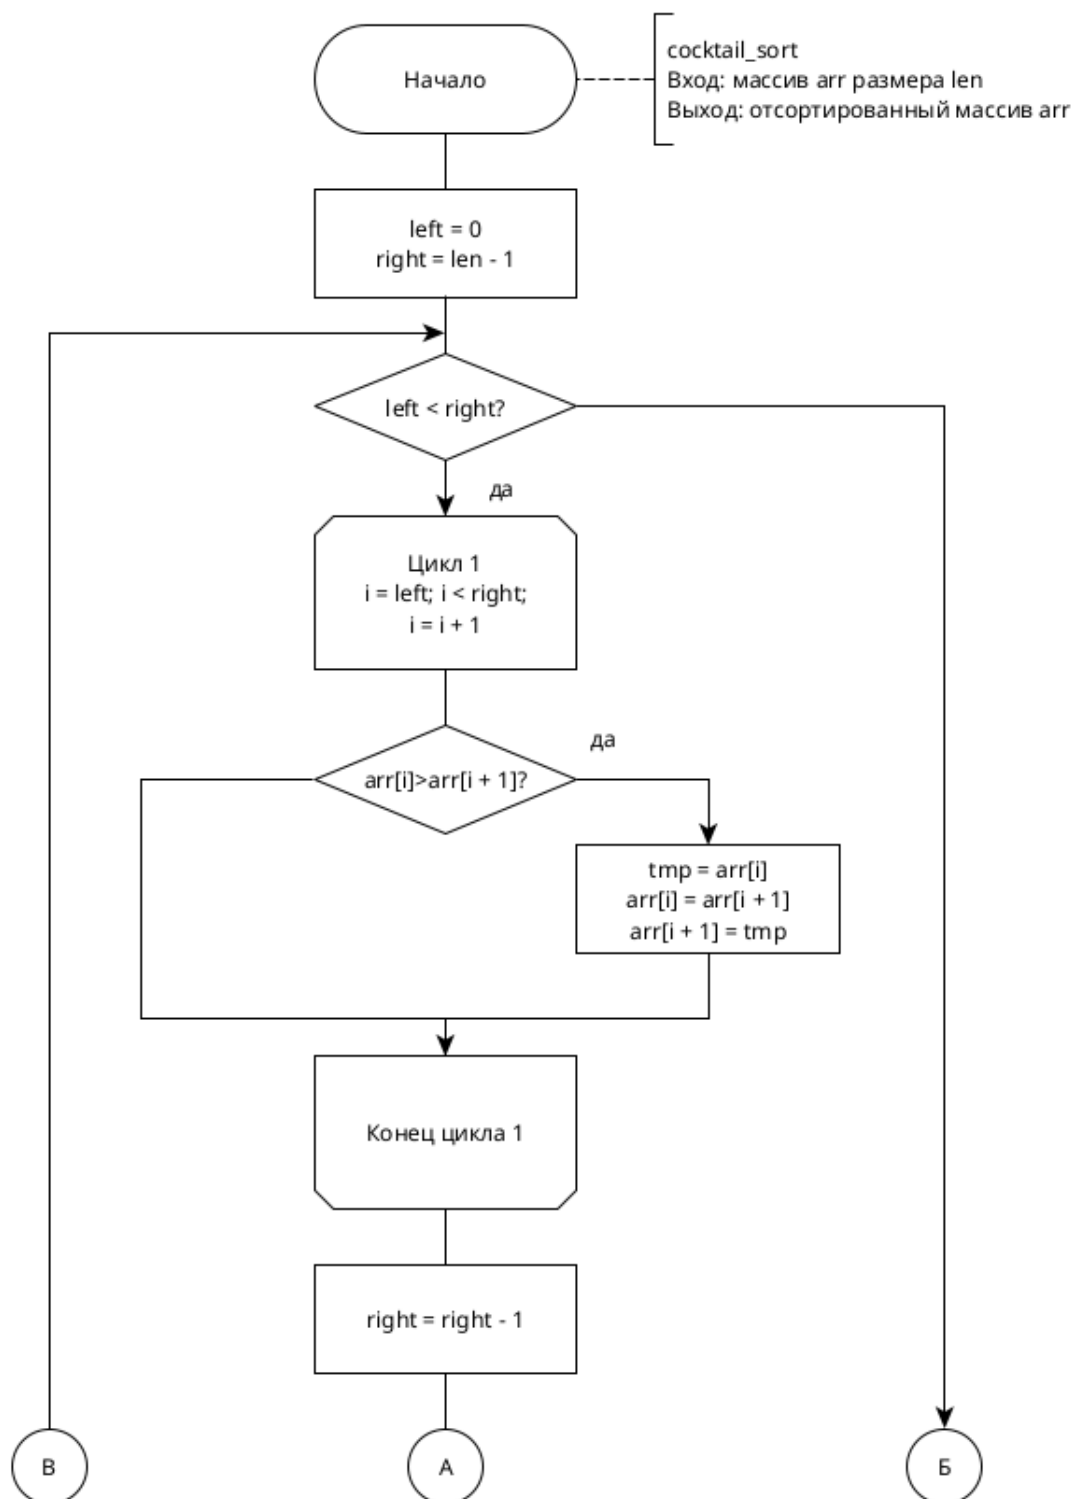 Начало
cocktail_sort
Вход: массив arr размера len
Выход: отсортированный массив arr
left = 0
right = len - 1
left < right?
да
Цикл 1
i = left; i < right;
i = i + 1
да
arr[i]>arr[i + 1]?
tmp = arr[i]
arr[i] = arr[i + 1]
arr[i + 1] = tmp
Конец цикла 1
right = right - 1
В
А
Б